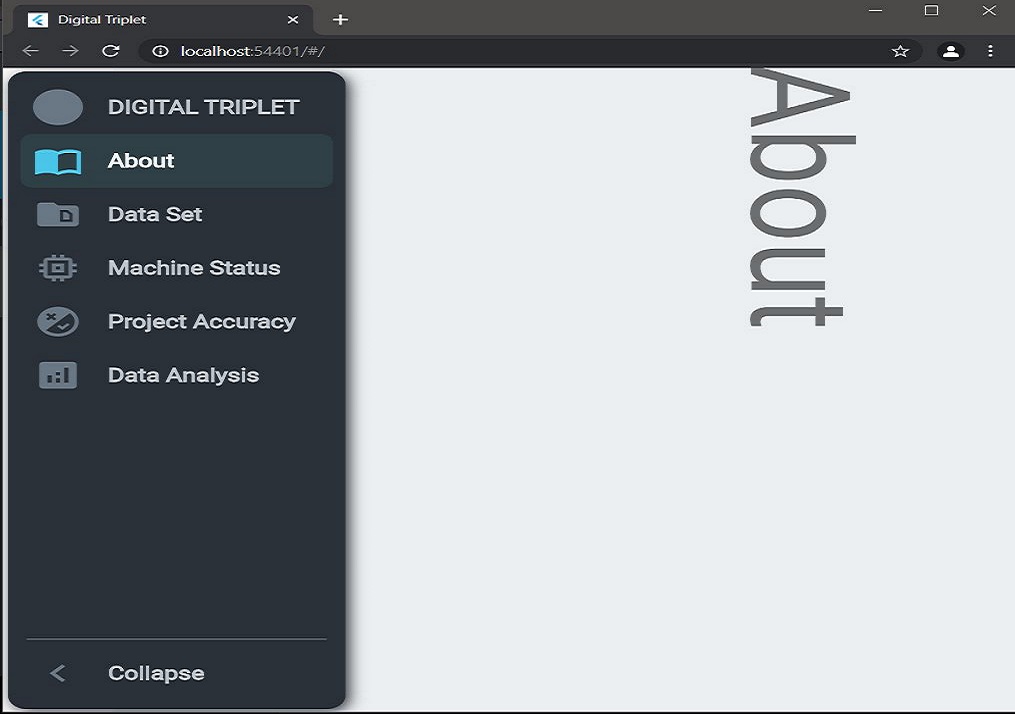 Digital Triplet
localhost:54401/#/
DIGITAL TRIPLET
About
Data Set
Machine Status
Project Accuracy
Data Analysis
Collapse
About